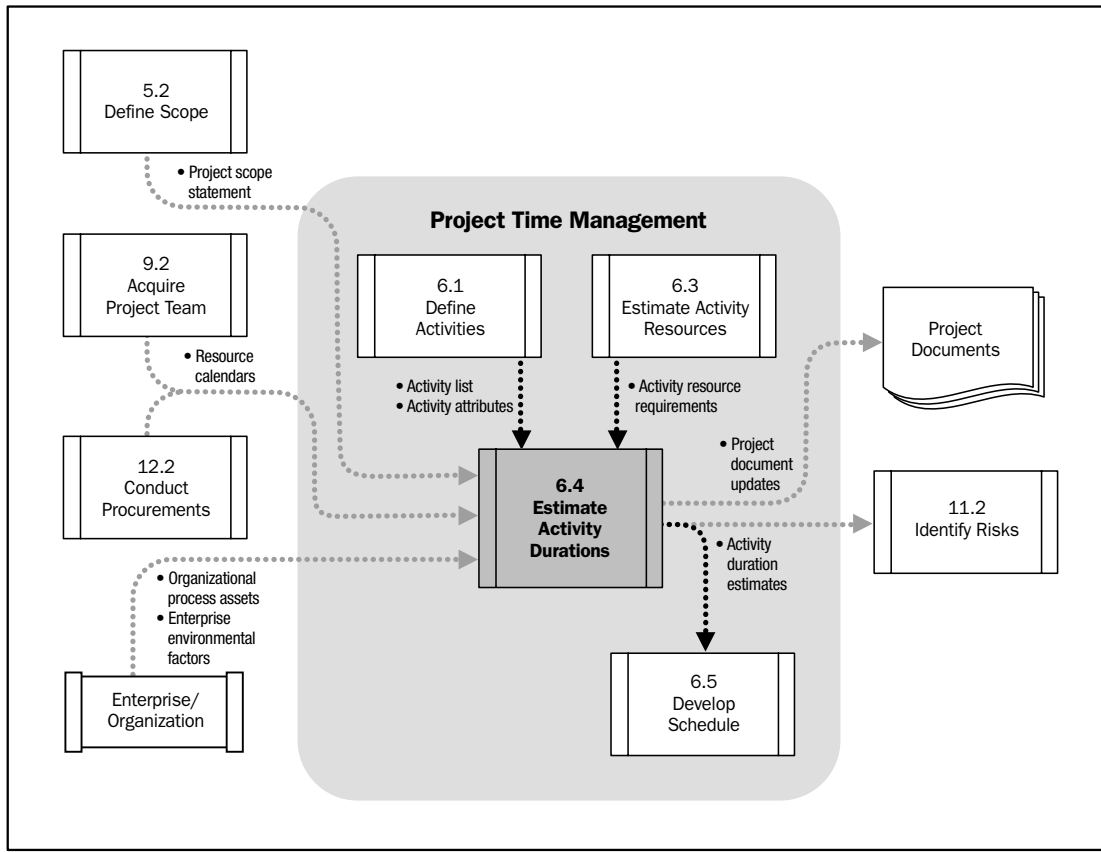 5.2
Define Scope
• Project scope
statement
Project Time Management
9.2
Acquire
Project Team
6.1
Define
Activities
6.3
Estimate Activity
Resources
Project
Documents
• Resource
calendars
• Activity list
• Activity attributes
• Activity resource
requirements
12.2
Conduct
Procurements
6.4
Estimate
Activity
Durations
• Project
document
updates
11.2
Identify Risks
• Organizational
process assets
• Enterprise
environmental
factors
• Activity
duration
estimates
Enterprise/
Organization
6.5
Develop
Schedule